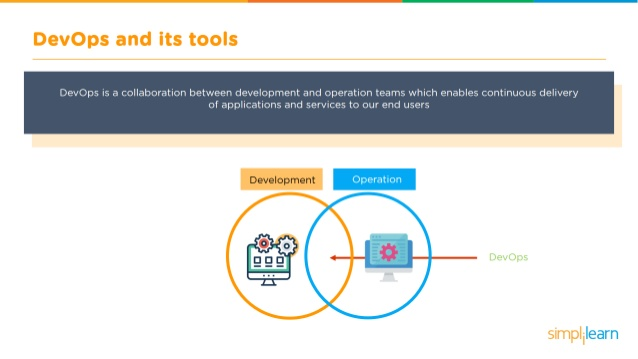 DevOps and its tools
DevOps is a collaboration between development and operation teams which enables continuous delivery
of applications and services to our end users
Development
Operation
DevOps
simplilearn